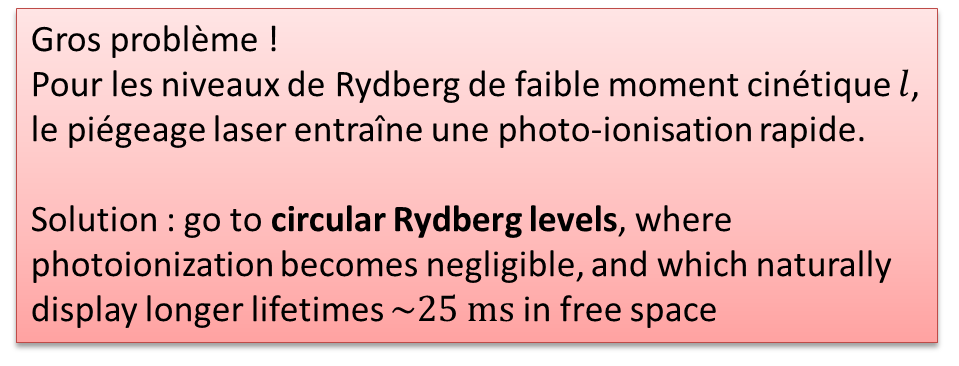 Gros problème !
Pour les niveaux de Rydberg de faible moment cinétique l,
le piégeage laser entraîne une photo-ionisation rapide.
Solution : go to circular Rydberg levels, where
photoionization becomes negligible, and which naturally
display longer lifetimes ~25 ms in free space